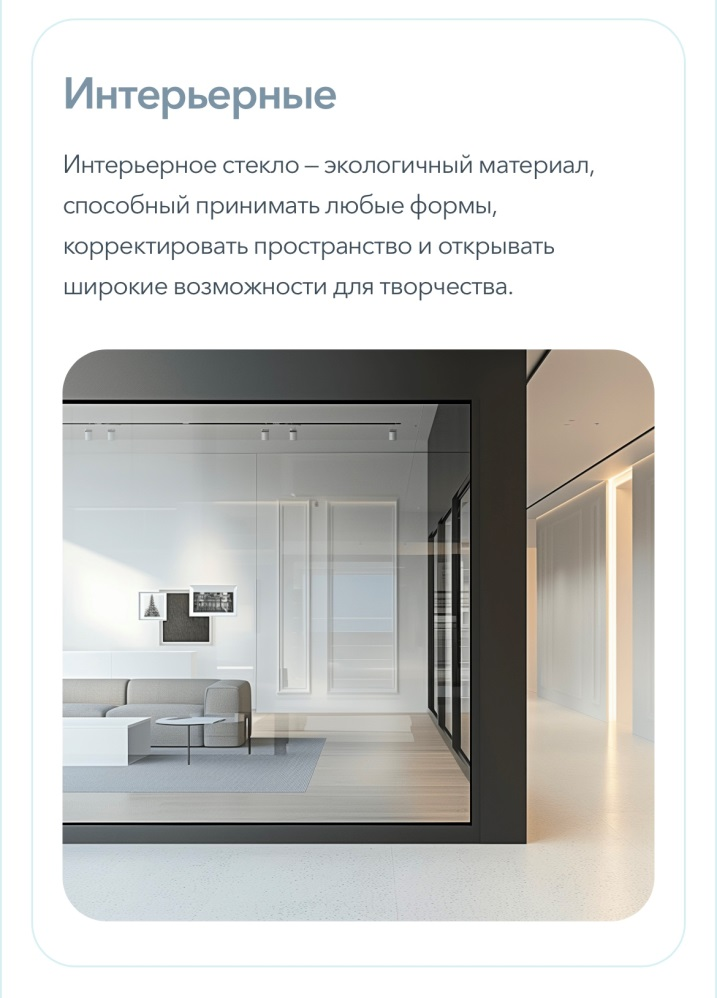 Интерьерные
Интерьерное стекло – экологичный материал,
способный принимать любые формы,
корректировать пространство и открывать
широкие возможности для творчества.